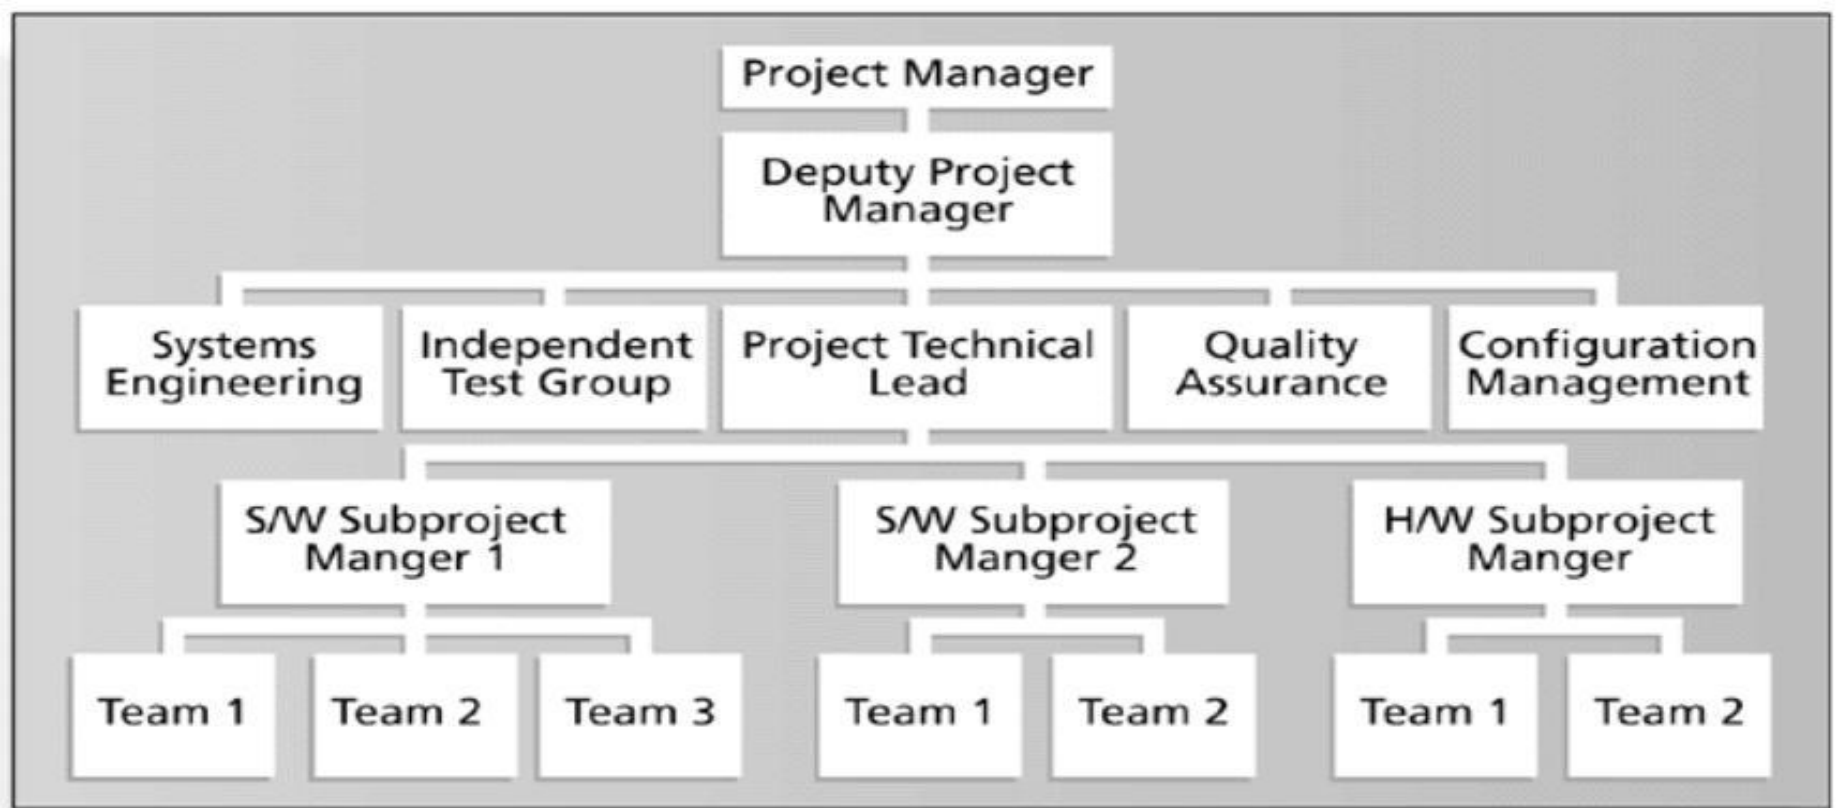 Project Manager
Deputy Project
Manager
Systems
Engineering
Independent
Test Group
Project Technical
Lead
Quality
Assurance
Configuration
Management
S/W Subproject
Manger 1
S/W Subproject
Manger 2
H/W Subproject
Manger
Team 1
Team 2
Team 3
Team 1
Team 2
Team 1
Team 2